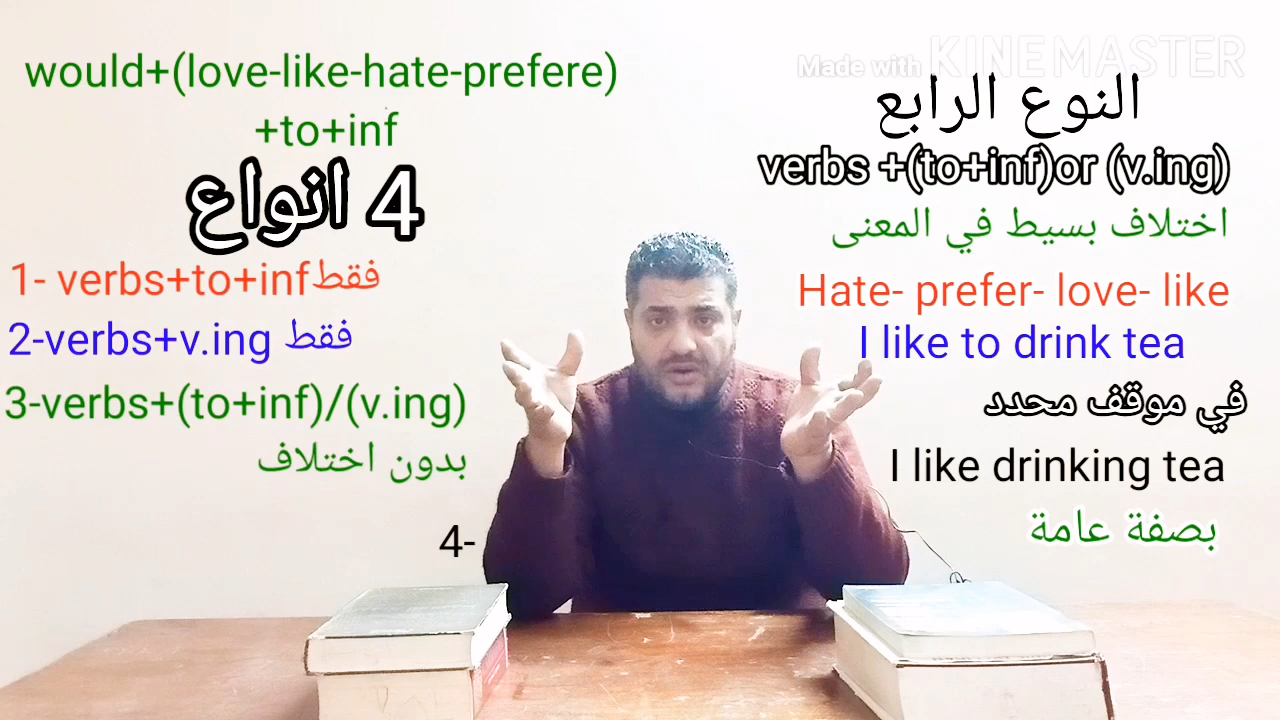 would+(love-like-hate-prefere)
+to+inf
4 انواع
1- verbs+to+inf فقط
2-verbs+v.ing فقط
3-verbs+(to+inf)/(v.ing)
بدون اختلاف
4-
Made with KINEMASTER
النوع الرابع
verbs +(to+inf)or (v.ing)
اختلاف بسيط في المعنى
Hate- prefer- love- like
I like to drink tea
في موقف محدد
I like drinking tea
بصفة عامة